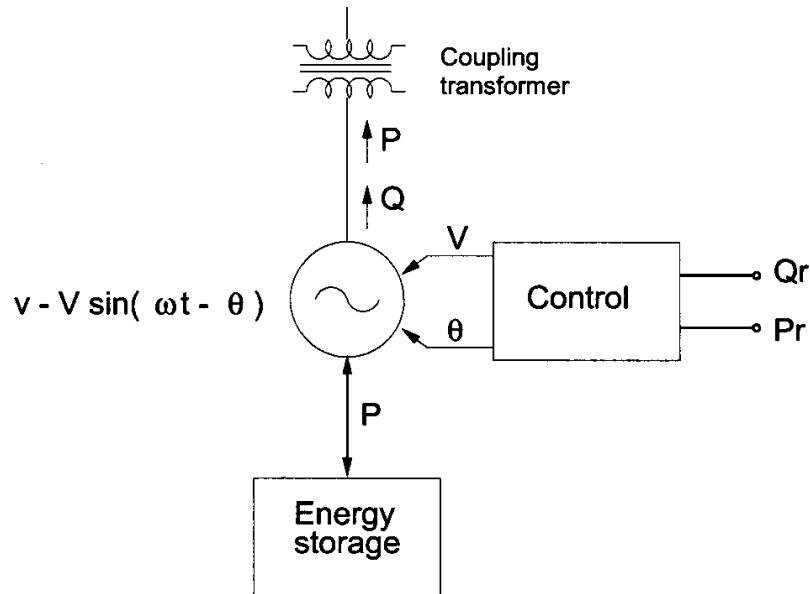 Coupling
transformer
P
Q
V
Qr
v - V sin( ωt - θ )
Control
θ
Pr
P
Energy
storage